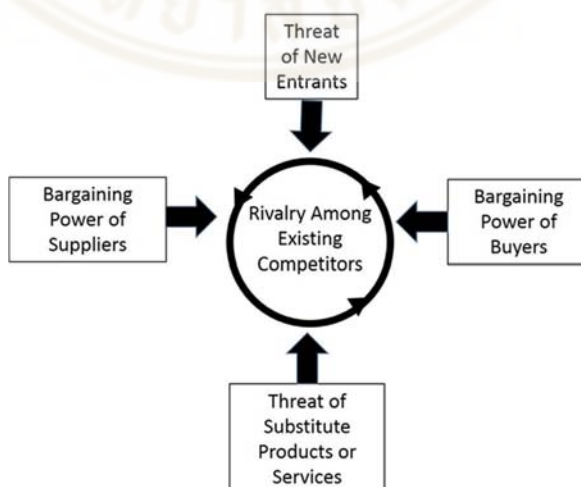 Threat
of New
Entrants
Bargaining
Power of
Suppliers
Rivalry Among
Existing
Competitors
Bargaining
Power of
Buyers
Threat of
Substitute
Products or
Services